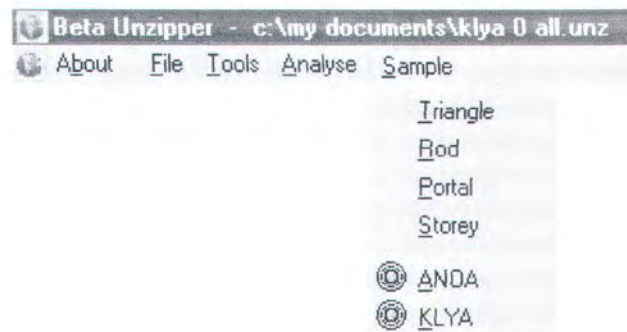 Beta Unzipper - c:\my documents\klya 0 all.unz
About File Tools Analyse Sample
Triangle
Rod
Portal
Storey
ANDA
KLYA